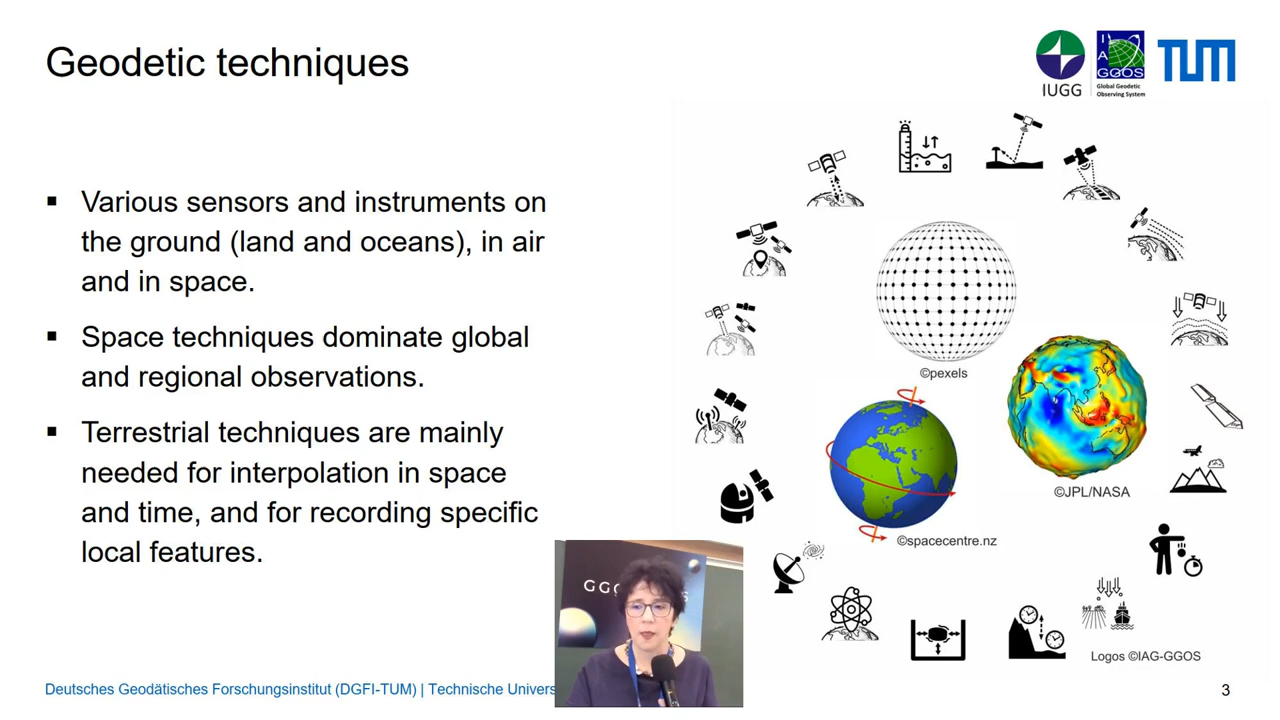 Geodetic techniques
IUGG
I
A
GGOS
Global Geodetic
Observing System
TUM
▪ Various sensors and instruments on
the ground (land and oceans), in air
and in space.
▪ Space techniques dominate global
and regional observations.
▪ Terrestrial techniques are mainly
needed for interpolation in space
and time, and for recording specific
local features.
©pexels
©JPL/NASA
©spacecentre.nz
Logos ©IAG-GGOS
Deutsches Geodätisches Forschungsinstitut (DGFI-TUM) | Technische Univers
3